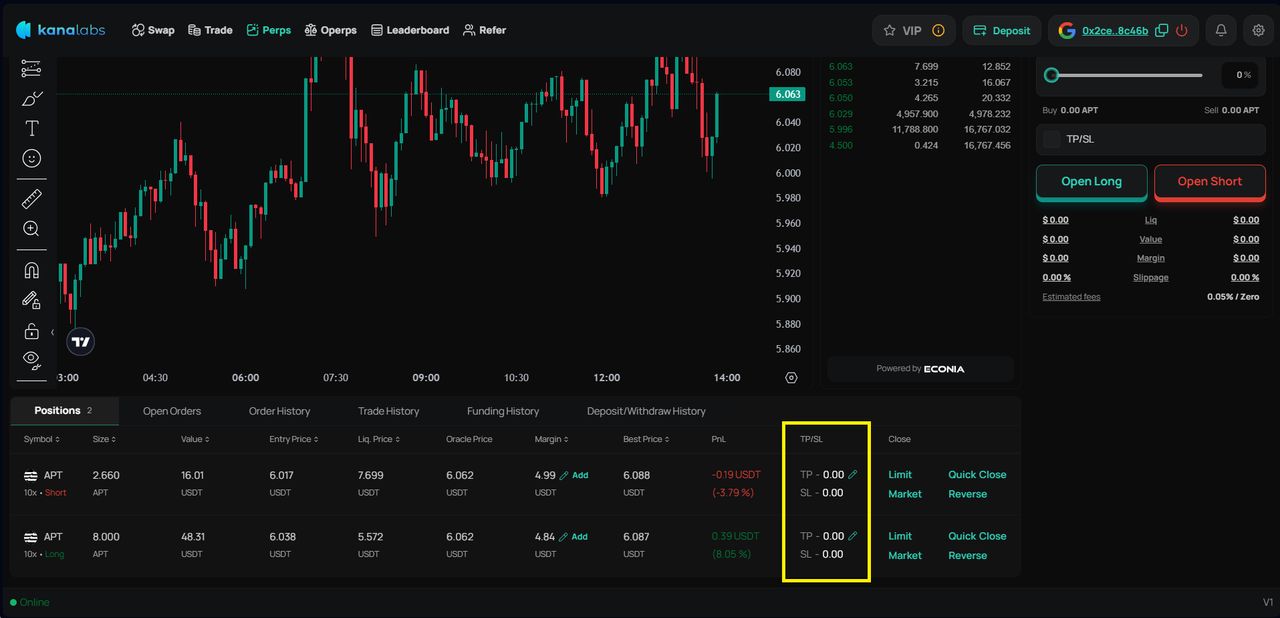 kanalabs Swap Trade Perps Operps Leaderboard Refer VIP Deposit 0x2ce..8c46b
6.080
6.063
6.040
6.020
6.000
5.980
5.960
5.940
5.920
5.900
5.880
5.860
3:00 04:30 06:00 07:30 09:00 10:30 12:00 14:00
6.063 7.699 12.852
6.053 3.215 16.067
6.050 4.265 20.332
6.029 4,957.900 4,978.232
5.996 11,788.800 16,767.032
4.500 0.424 16,767.456
Powered by ECONIA
0 %
Buy 0.00 APT Sell 0.00 APT
TP/SL
Open Long Open Short
$ 0.00 Liq $ 0.00
$ 0.00 Value $ 0.00
$ 0.00 Margin $ 0.00
0.00 % Slippage 0.00 %
Estimated fees 0.05% / Zero
Positions 2 Open Orders Order History Trade History Funding History Deposit/Withdraw History
Symbol Size Value Entry Price Liq. Price Oracle Price Margin Best Price PnL TP/SL Close
APT 2.660 16.01 6.017 7.699 6.062 4.99 Add 6.088 -0.19 USDT TP - 0.00 Limit Quick Close
10x • Short APT USDT USDT USDT USDT USDT USDT (-3.79 %) SL - 0.00 Market Reverse
APT 8.000 48.31 6.038 5.572 6.062 4.84 Add 6.087 0.39 USDT TP - 0.00 Limit Quick Close
10x • Long APT USDT USDT USDT USDT USDT USDT (8.05 %) SL - 0.00 Market Reverse
Online V1